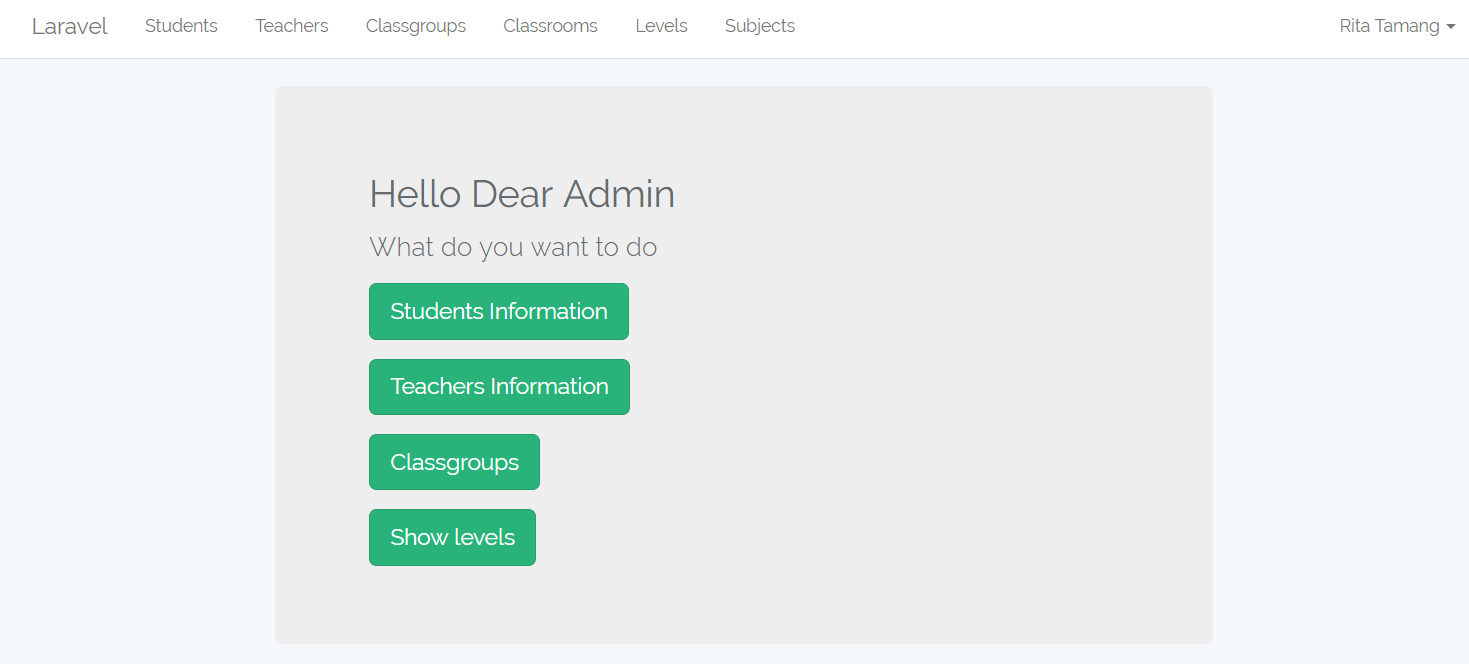 Laravel Students Teachers Classgroups Classrooms Levels Subjects Rita Tamang
Hello Dear Admin
What do you want to do
Students Information
Teachers Information
Classgroups
Show levels